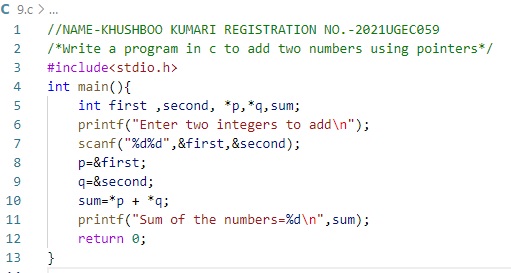 C 9.c > ...
1 //NAME-KHUSHBOO KUMARI REGISTRATION NO.-2021UGEC059
2 /*Write a program in c to add two numbers using pointers*/
3 #include<stdio.h>
4 int main(){
5 int first ,second, *p,*q,sum;
6 printf("Enter two integers to add\n");
7 scanf("%d%d",&first,&second);
8 p=&first;
9 q=&second;
10 sum=*p + *q;
11 printf("Sum of the numbers=%d\n",sum);
12 return 0;
13 }